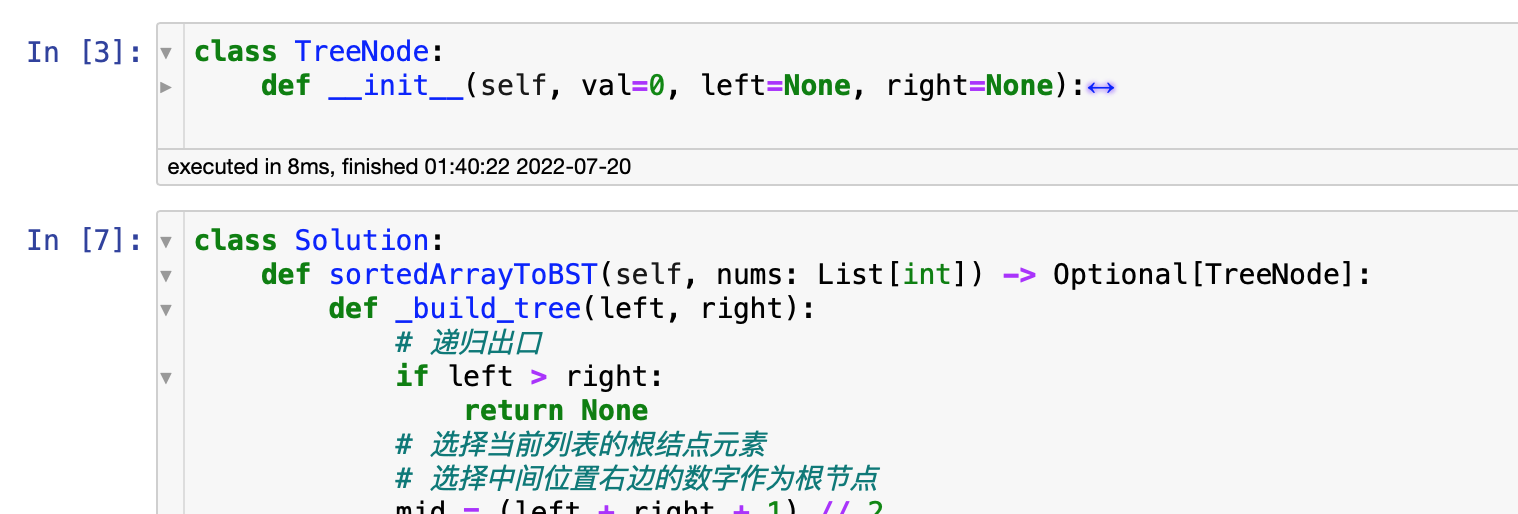 In [3]:
class TreeNode:
    def __init__(self, val=0, left=None, right=None):↔
executed in 8ms, finished 01:40:22 2022-07-20
In [7]:
class Solution:
    def sortedArrayToBST(self, nums: List[int]) -> Optional[TreeNode]:
        def _build_tree(left, right):
            # 递归出口
            if left > right:
                return None
            # 选择当前列表的根结点元素
            # 选择中间位置右边的数字作为根节点
            mid = (left + right + 1) // 2